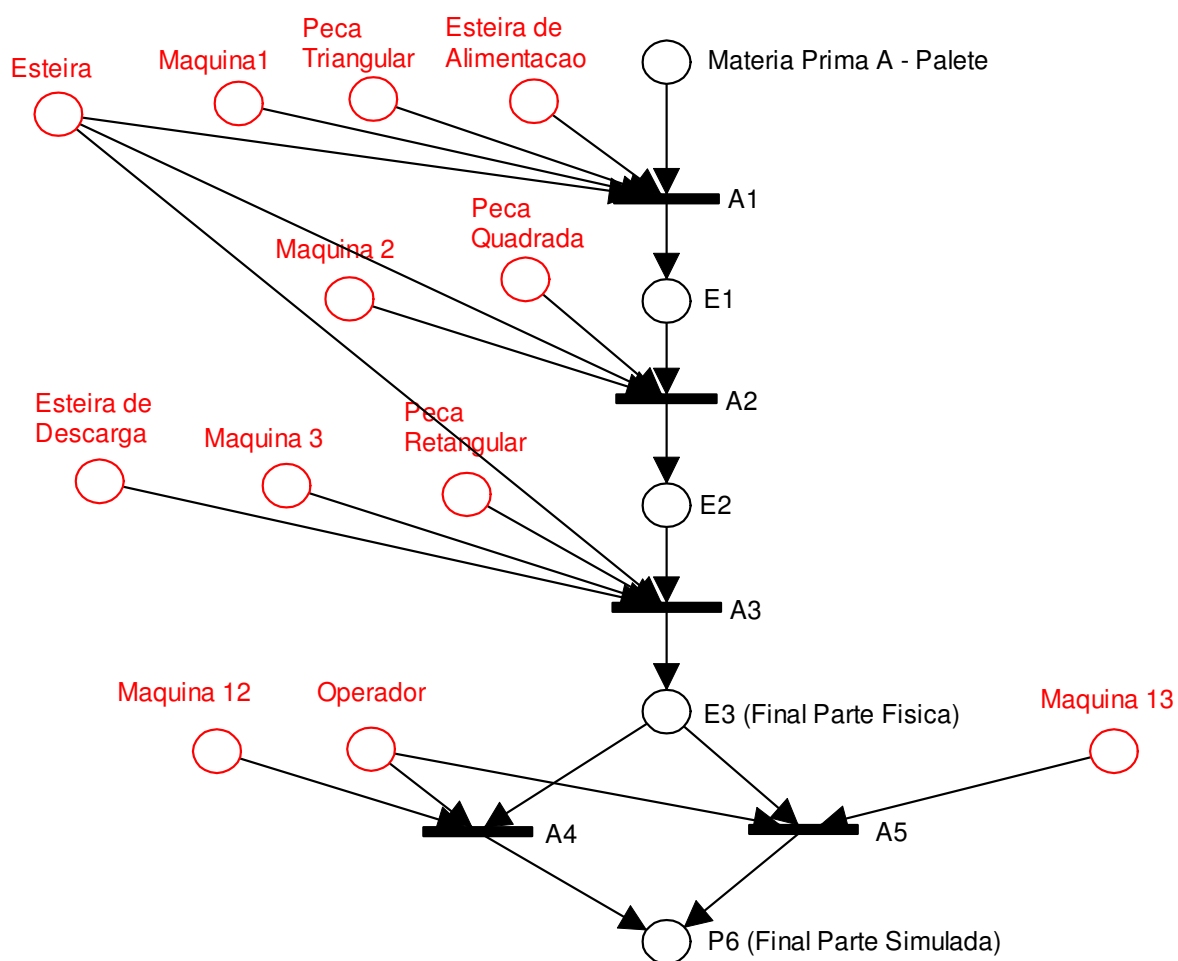 Esteira
Maquina1
Peca
Triangular
Esteira de
Alimentacao
Materia Prima A - Palete
A1
Peca
Quadrada
Maquina 2
E1
A2
Esteira de
Descarga
Maquina 3
Peca
Retangular
E2
A3
Maquina 12
Operador
E3 (Final Parte Fisica)
Maquina 13
A4
A5
P6 (Final Parte Simulada)